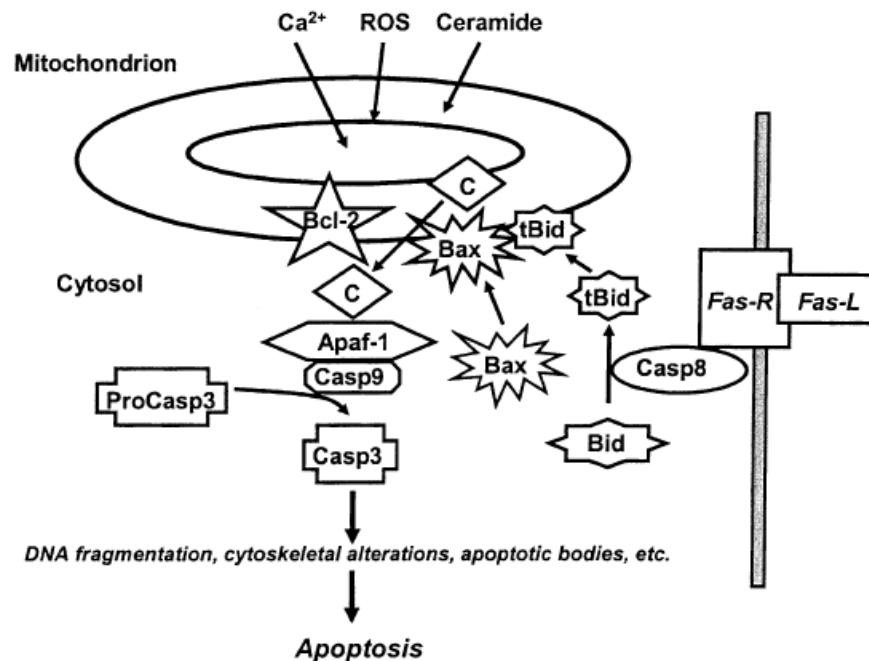 Ca²⁺ ROS Ceramide
Mitochondrion
C
Bcl-2
Bax
tBid
Cytosol
C
tBid
Fas-R
Fas-L
Apaf-1
Casp9
Bax
Casp8
ProCasp3
Casp3
Bid
DNA fragmentation, cytoskeletal alterations, apoptotic bodies, etc.
Apoptosis